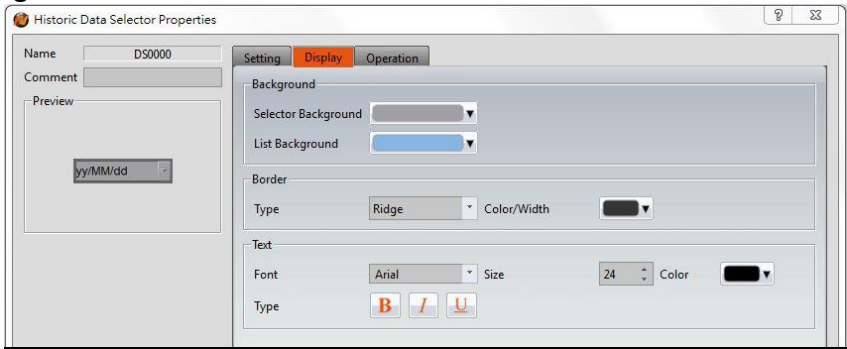 Historic Data Selector Properties
Name DS0000
Comment
Preview
yy/MM/dd
Setting Display Operation
Background
Selector Background
List Background
Border
Type Ridge Color/Width
Text
Font Arial Size 24 Color
Type B I U